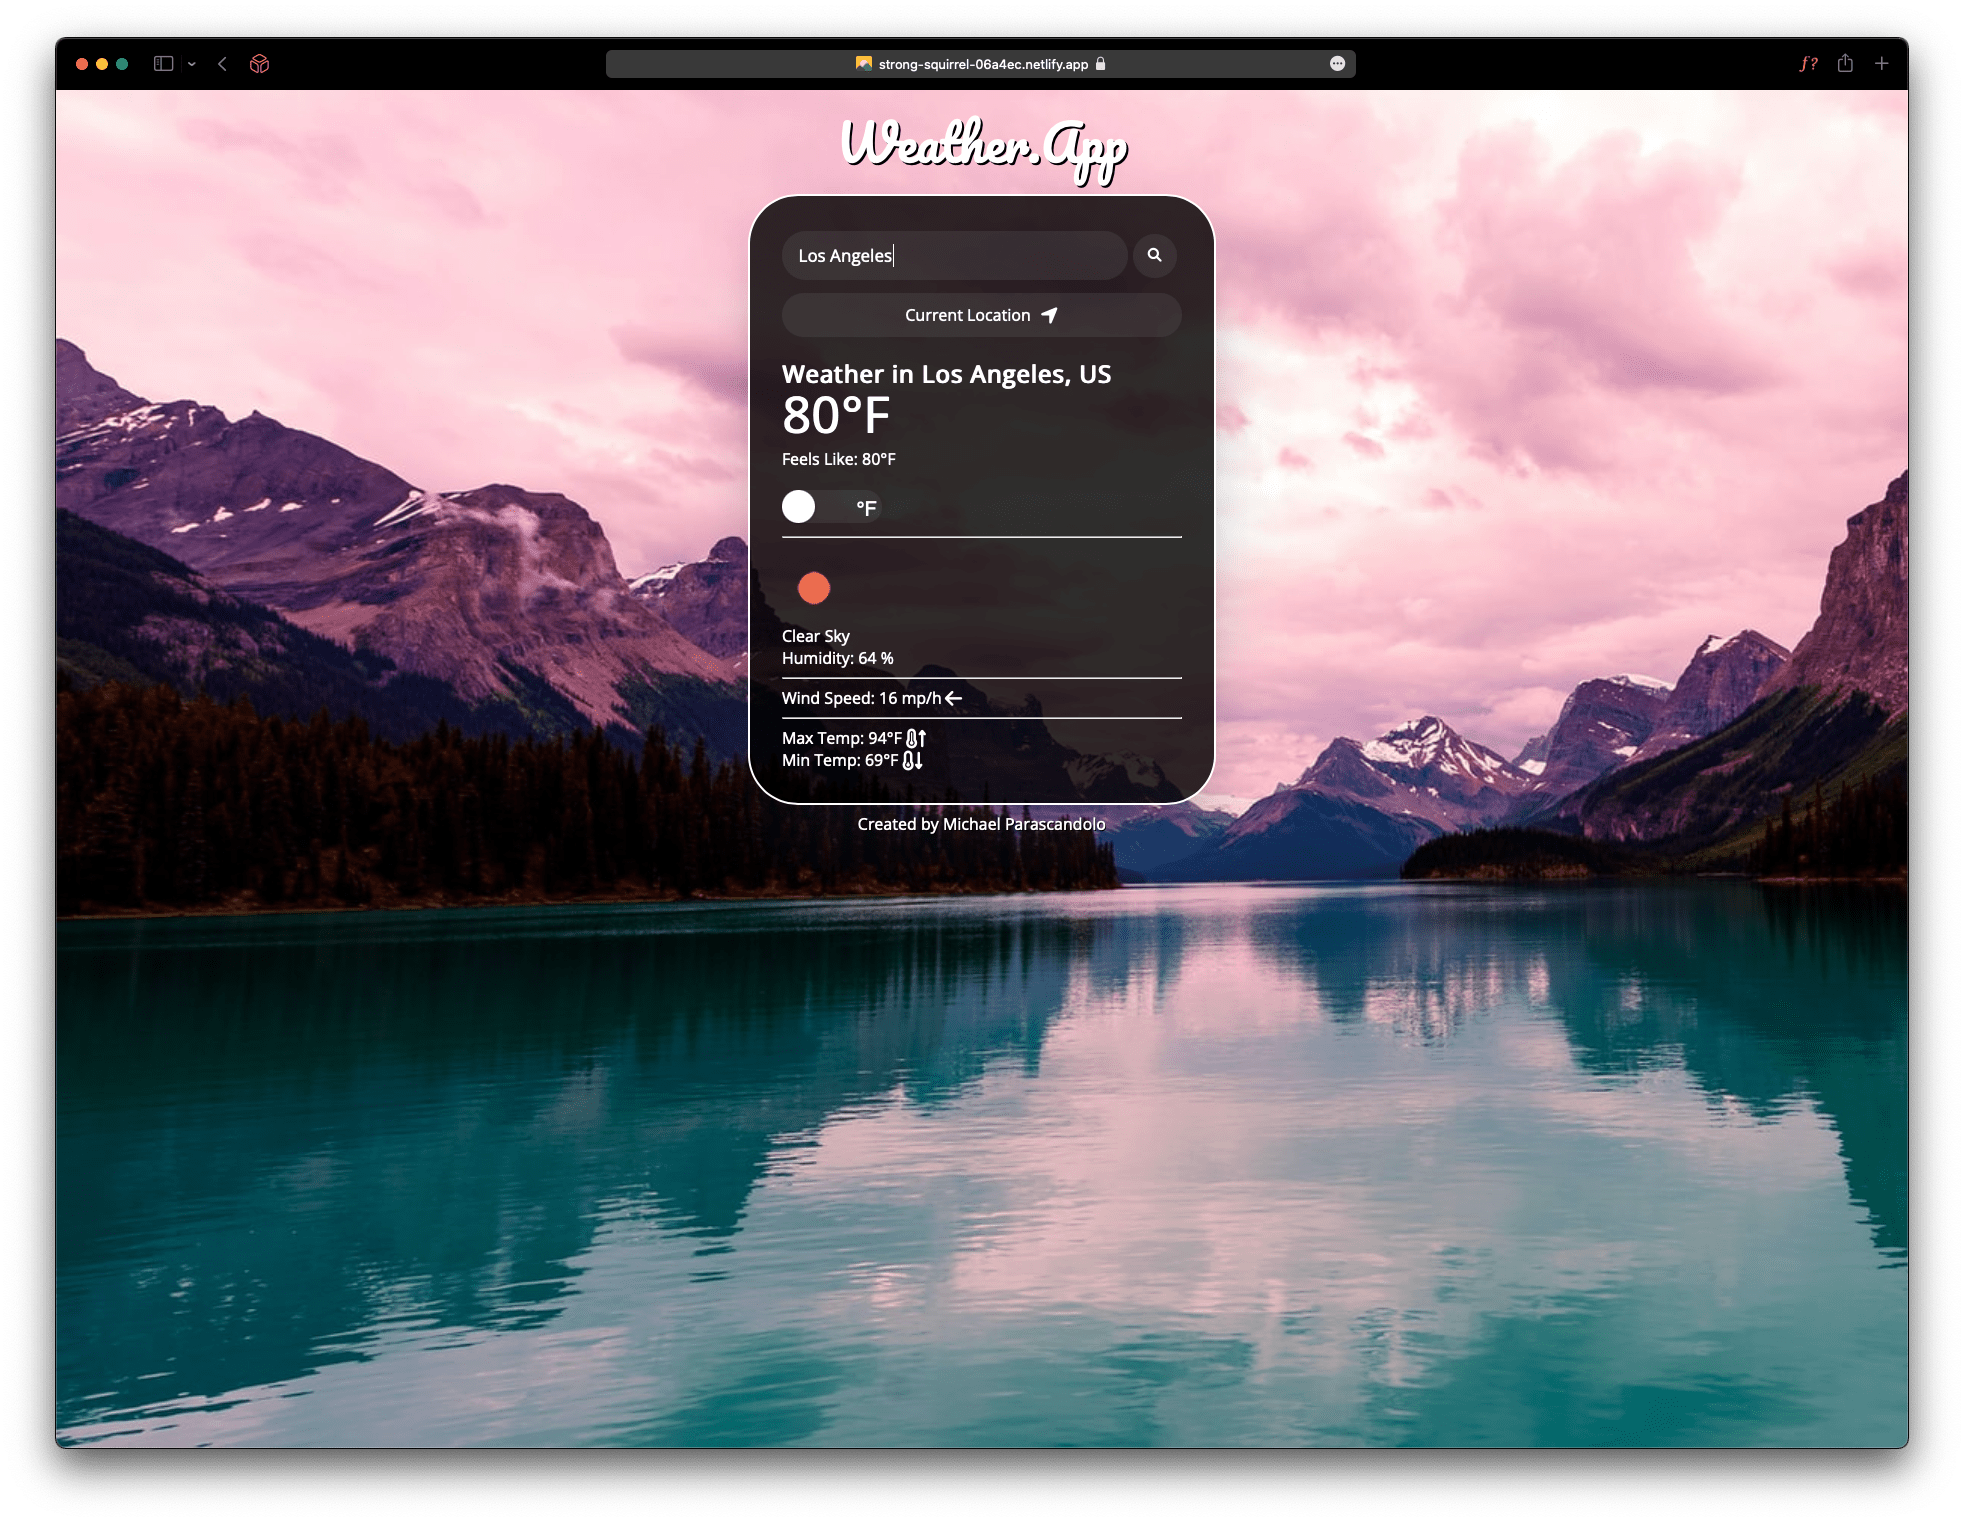 strong-squirrel-06a4ec.netlify.app
ƒ?
Weather.App
Los Angeles
Current Location
Weather in Los Angeles, US
80°F
Feels Like: 80°F
°F
Clear Sky
Humidity: 64 %
Wind Speed: 16 mp/h
Max Temp: 94°F
Min Temp: 69°F
Created by Michael Parascandolo